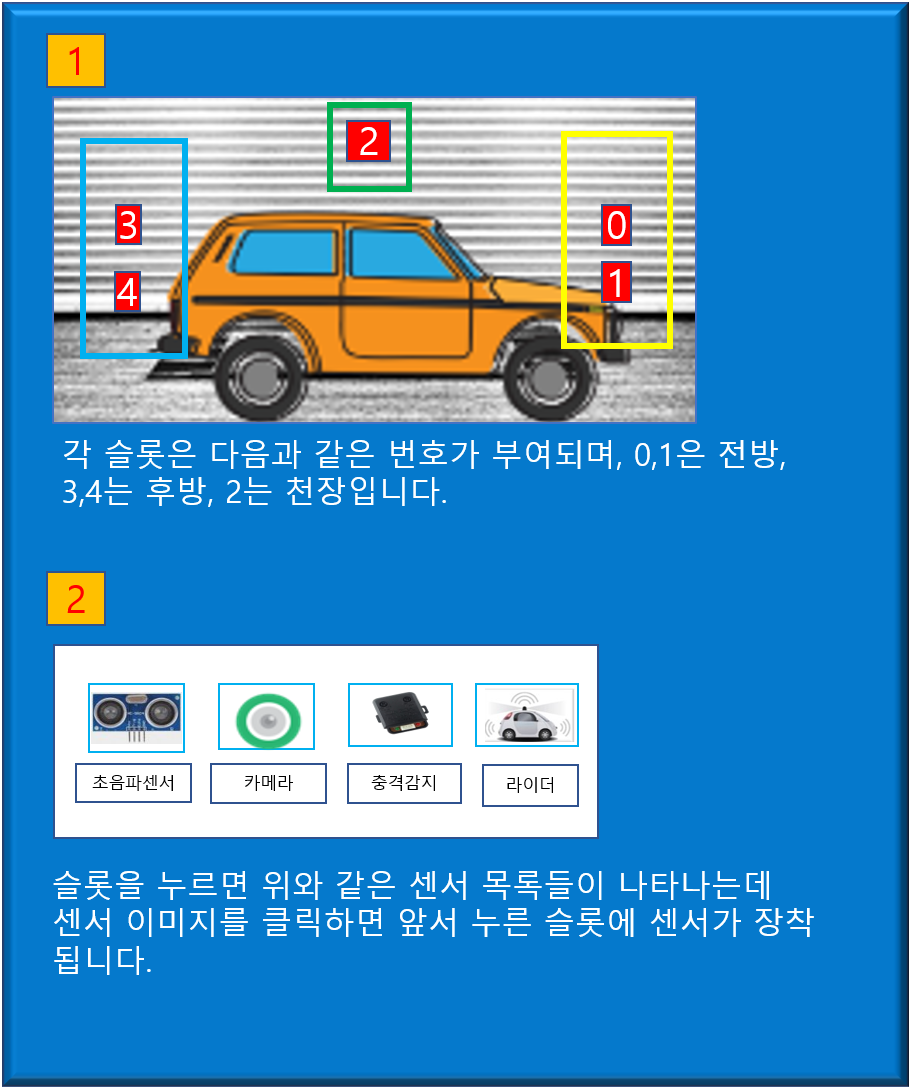 1
2
3
0
4
1
각 슬롯은 다음과 같은 번호가 부여되며, 0,1은 전방,
3,4는 후방, 2는 천장입니다.
2
초음파센서
카메라
충격감지
라이더
슬롯을 누르면 위와 같은 센서 목록들이 나타나는데
센서 이미지를 클릭하면 앞서 누른 슬롯에 센서가 장착
됩니다.